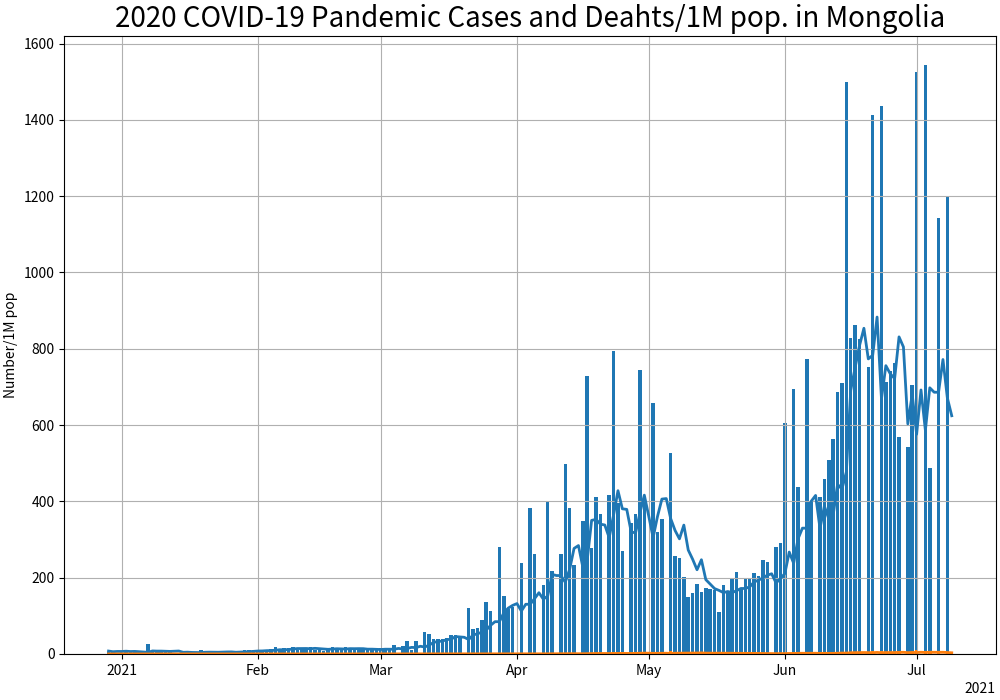 2020 COVID-19 Pandemic Cases and Deahts/1M pop. in Mongolia
1600
1400
1200
1000
800
600
400
200
0
Number/1M pop
2021
Feb
Mar
Apr
May
Jun
Jul
2021